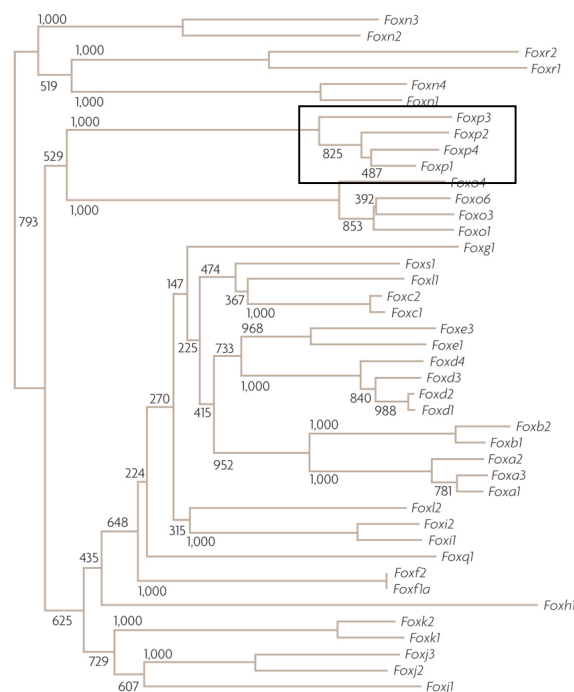 1,000
Foxn3
Foxn2
1,000
Foxr2
Foxr1
519
Foxn4
1,000
Foxn1
1,000
Foxp3
Foxp2
825
Foxp4
529
487
Foxp1
Foxo4
392
Foxo6
1,000
Foxo3
793
853
Foxo1
Foxg1
474
Foxs1
147
367
Foxl1
Foxc2
1,000
Foxc1
968
Foxe3
225
733
Foxe1
Foxd4
1,000
Foxd3
840
Foxd2
270
415
988
Foxd1
1,000
Foxb2
Foxb1
952
Foxa2
224
1,000
Foxa3
781
Foxa1
Foxl2
648
315
Foxi2
1,000
Foxi1
435
Foxq1
Foxf2
1,000
Foxf1a
Foxh1
625
1,000
Foxk2
Foxk1
729
1,000
Foxj3
Foxj2
607
Foxj1